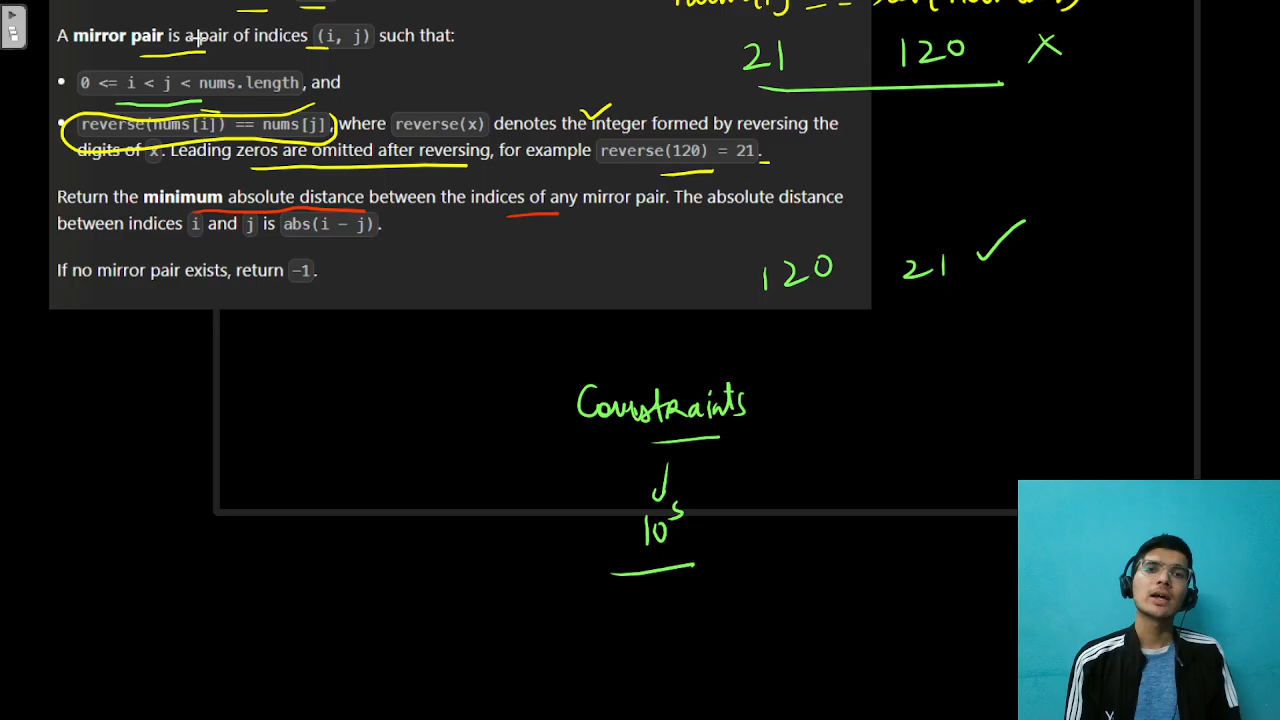 A mirror pair is a pair of indices (i, j) such that:
21 120 X
• 0 <= i < j < nums.length, and
• reverse(nums[i]) == nums[j], where reverse(x) denotes the integer formed by reversing the
digits of x. Leading zeros are omitted after reversing, for example reverse(120) = 21.
Return the minimum absolute distance between the indices of any mirror pair. The absolute distance
between indices i and j is abs(i - j).
If no mirror pair exists, return -1.
120 21 ✓
Constraints
10^5